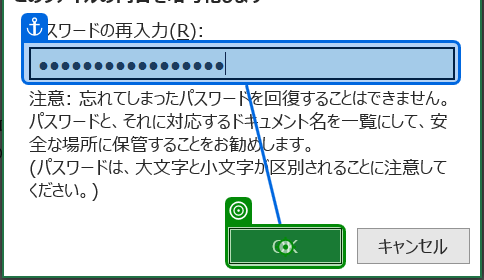 スワードの再入力(R):
●●●●●●●●●●●●●●●●●
注意: 忘れてしまったパスワードを回復することはできません。
パスワードと、それに対応するドキュメント名を一覧にして、安
全な場所に保管することをお勧めします。
(パスワードは、大文字と小文字が区別されることに注意して
ください。)
OK
キャンセル